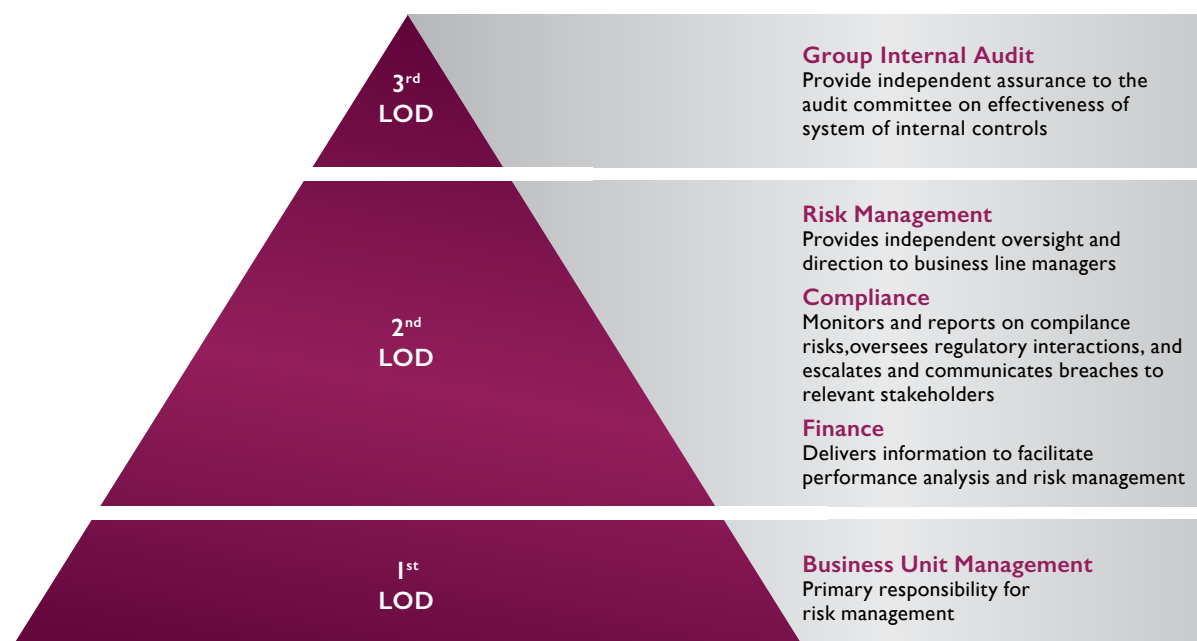 3rd
LOD
Group Internal Audit
Provide independent assurance to the
audit committee on effectiveness of
system of internal controls
2nd
LOD
Risk Management
Provides independent oversight and
direction to business line managers
Compliance
Monitors and reports on compilance
risks,oversees regulatory interactions, and
escalates and communicates breaches to
relevant stakeholders
Finance
Delivers information to facilitate
performance analysis and risk management
1st
LOD
Business Unit Management
Primary responsibility for
risk management